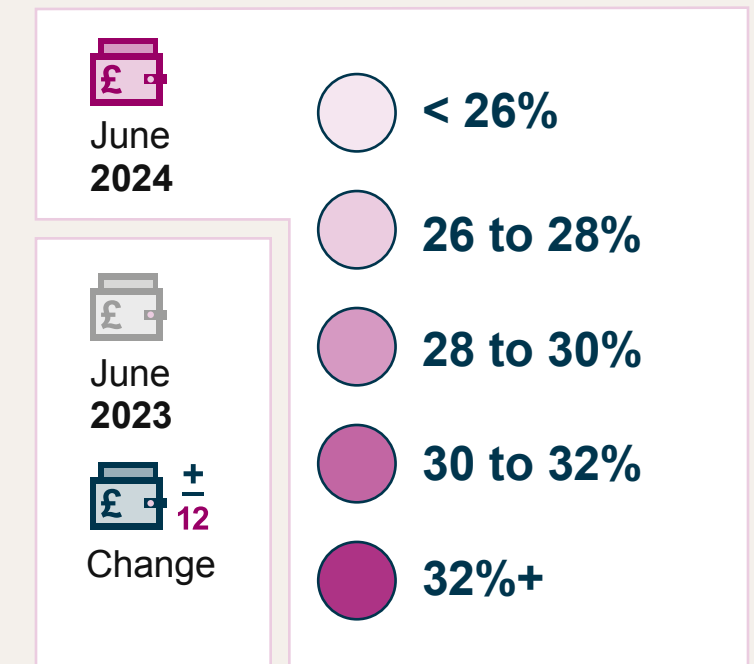 £
June
2024
£
June
2023
£
+
12
Change
< 26%
26 to 28%
28 to 30%
30 to 32%
32%+